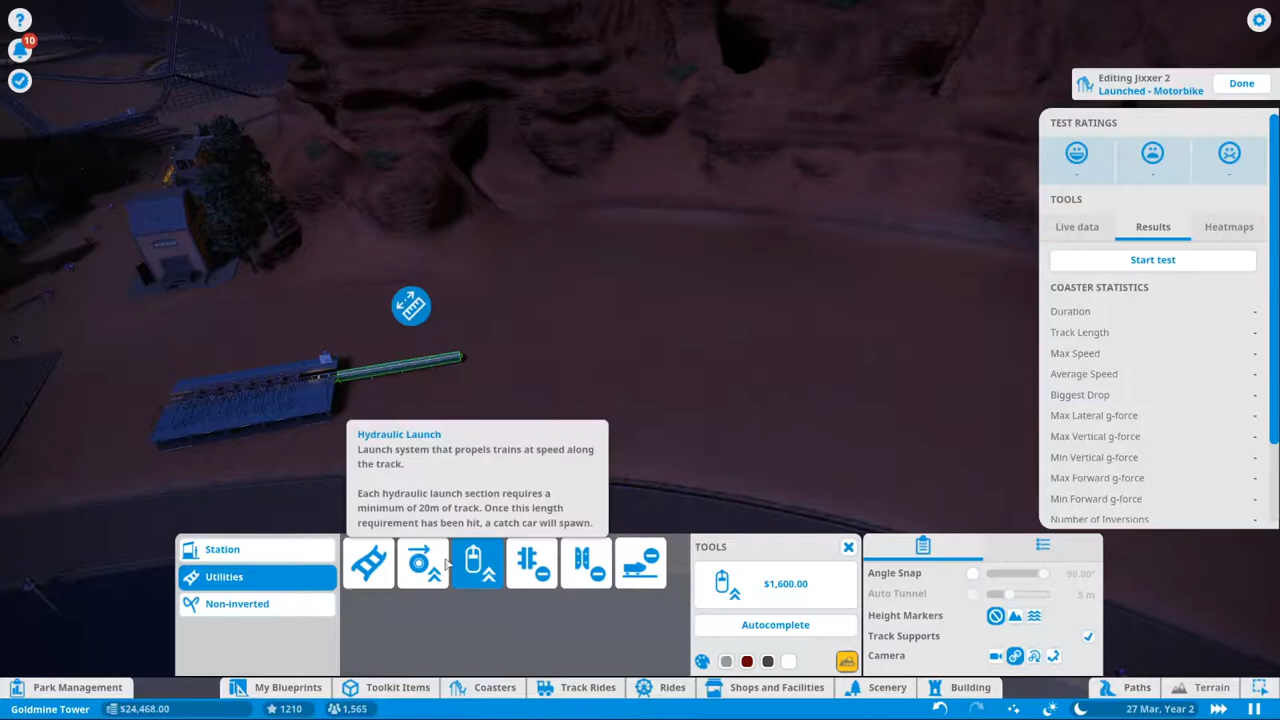 ?
10
Editing Jixxer 2
Launched - Motorbike
Done
TEST RATINGS
-
-
-
TOOLS
Live data
Results
Heatmaps
Start test
COASTER STATISTICS
Duration -
Track Length -
Max Speed -
Average Speed -
Biggest Drop -
Max Lateral g-force -
Max Vertical g-force -
Min Vertical g-force -
Max Forward g-force -
Min Forward g-force -
Number of Inversions -
Hydraulic Launch
Launch system that propels trains at speed along
the track.
Each hydraulic launch section requires a
minimum of 20m of track. Once this length
requirement has been hit, a catch car will spawn.
Station
Utilities
Non-inverted
TOOLS
$1,600.00
Autocomplete
Angle Snap 90.00°
Auto Tunnel 5 m
Height Markers
Track Supports
Camera
Park Management
My Blueprints
Toolkit Items
Coasters
Track Rides
Rides
Shops and Facilities
Scenery
Building
Paths
Terrain
Goldmine Tower
$24,468.00
1210
1,565
27 Mar, Year 2